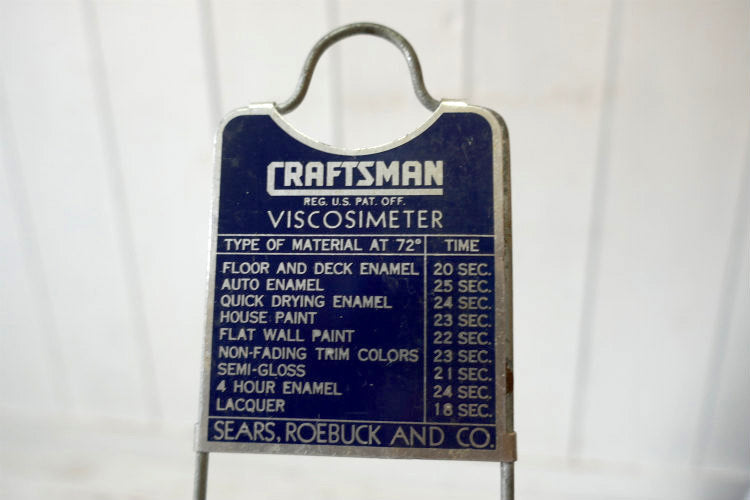 CRAFTSMAN
REG. U.S. PAT. OFF.
VISCOSIMETER
TYPE OF MATERIAL AT 72° TIME
FLOOR AND DECK ENAMEL 20 SEC.
AUTO ENAMEL 25 SEC.
QUICK DRYING ENAMEL 24 SEC.
HOUSE PAINT 23 SEC.
FLAT WALL PAINT 22 SEC.
NON-FADING TRIM COLORS 23 SEC.
SEMI-GLOSS 21 SEC.
4 HOUR ENAMEL 24 SEC.
LACQUER 18 SEC.
SEARS, ROEBUCK AND CO.